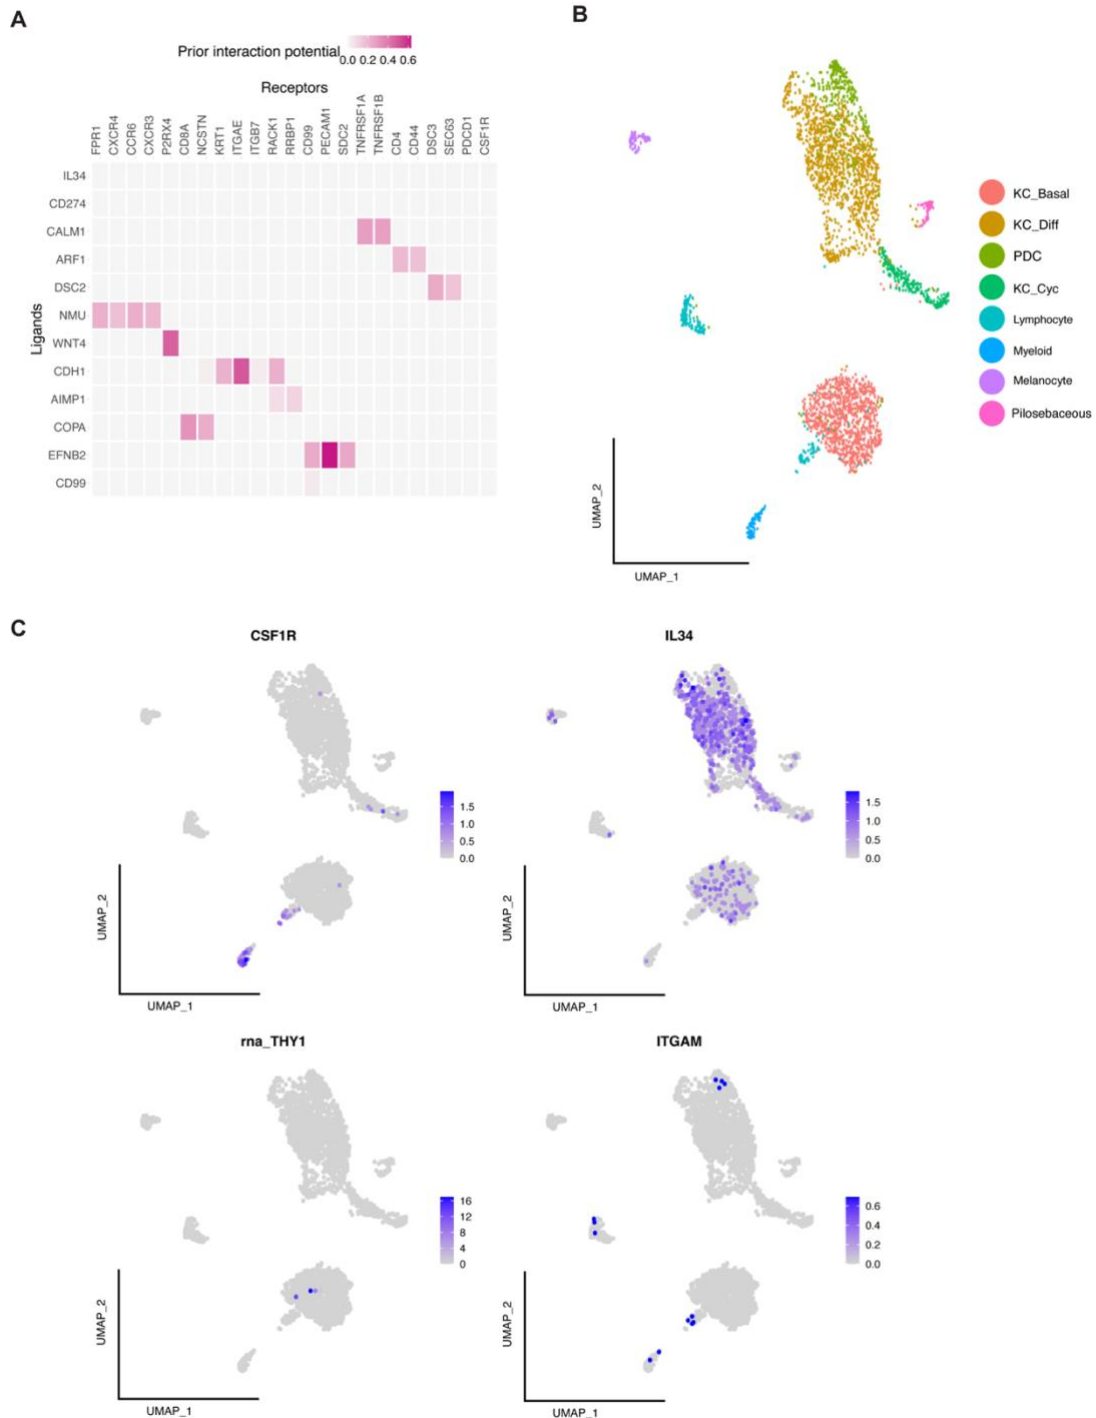 A
Prior interaction potential
0.0 0.2 0.4 0.6
Receptors
FPR1
CXCR4
CCR6
CXCR3
P2RX4
CD8A
NCSTN
KRT1
ITGAE
ITGB7
RACK1
RRBP1
CD99
PECAM1
SDC2
TNFRSF1A
TNFRSF1B
CD4
CD44
DSC3
SEC63
PDCD1
CSF1R
Ligands
IL34
CD274
CALM1
ARF1
DSC2
NMU
WNT4
CDH1
AIMP1
COPA
EFNB2
CD99
B
KC_Basal
KC_Diff
PDC
KC_Cyc
Lymphocyte
Myeloid
Melanocyte
Pilosebaceous
UMAP_2
UMAP_1
C
CSF1R
1.5
1.0
0.5
0.0
UMAP_2
UMAP_1
IL34
1.5
1.0
0.5
0.0
UMAP_2
UMAP_1
rna_THY1
16
12
8
4
0
UMAP_2
UMAP_1
ITGAM
0.6
0.4
0.2
0.0
UMAP_2
UMAP_1